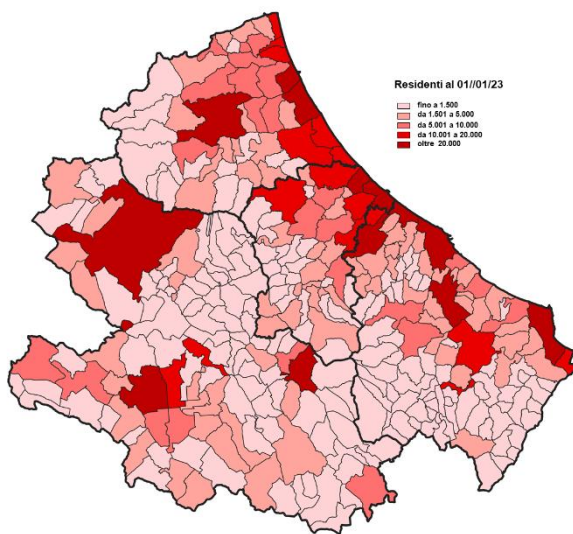 Residenti al 01//01/23
fino a 1.500
da 1.501 a 5.000
da 5.001 a 10.000
da 10.001 a 20.000
oltre 20.000